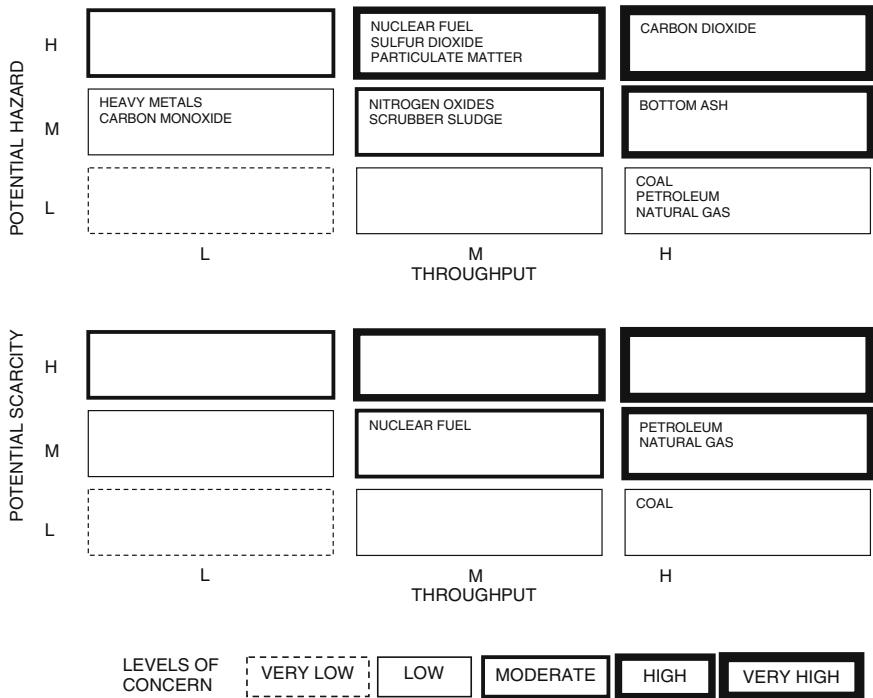 POTENTIAL HAZARD
H
NUCLEAR FUEL
SULFUR DIOXIDE
PARTICULATE MATTER
CARBON DIOXIDE
M
HEAVY METALS
CARBON MONOXIDE
NITROGEN OXIDES
SCRUBBER SLUDGE
BOTTOM ASH
L
COAL
PETROLEUM
NATURAL GAS
L M H
THROUGHPUT
POTENTIAL SCARCITY
H
M
NUCLEAR FUEL
PETROLEUM
NATURAL GAS
L
COAL
L M H
THROUGHPUT
LEVELS OF
CONCERN
VERY LOW
LOW
MODERATE
HIGH
VERY HIGH